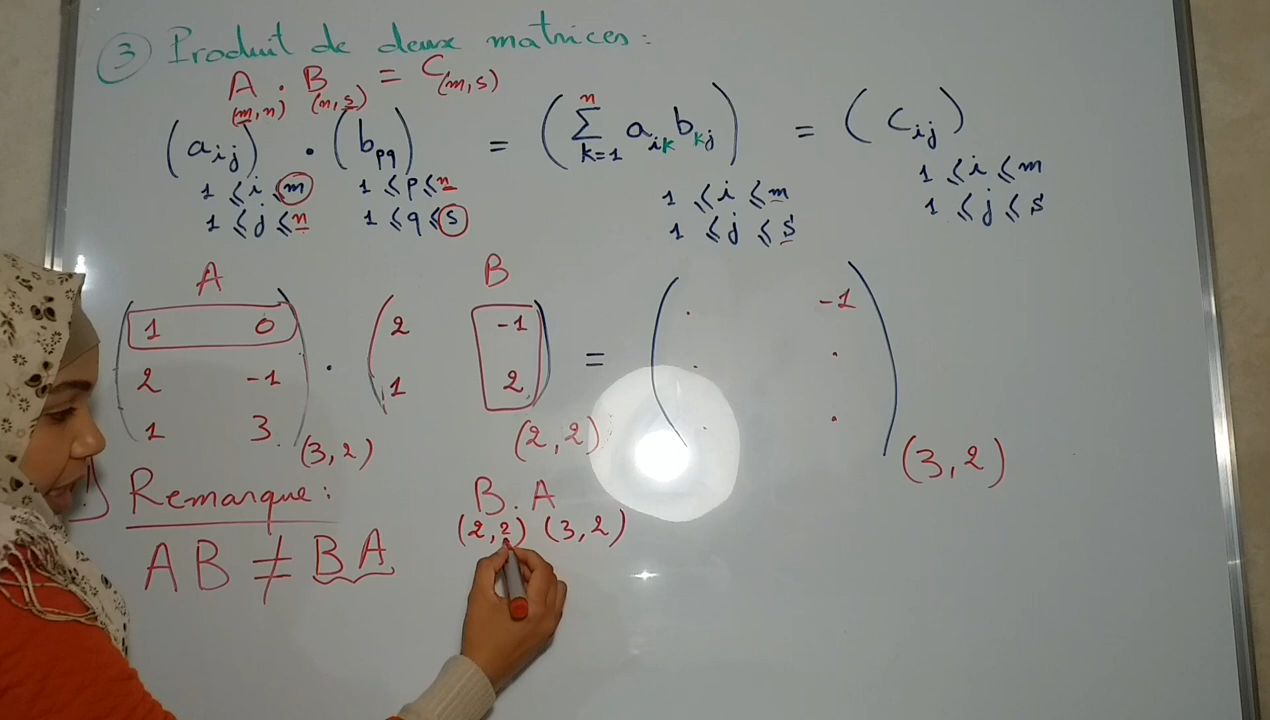 ③ Produit de deux matrices :
A . B = C(m,s)
(m,n) (n,s)
(aij) . (bpq) = (∑ aik bkj) = (cij)
n
k=1
1 ≤ i ≤ m 1 ≤ p ≤ n 1 ≤ i ≤ m 1 ≤ i ≤ m
1 ≤ j ≤ n 1 ≤ q ≤ s 1 ≤ j ≤ s 1 ≤ j ≤ s
A B
1 0 2 -1 . -1
2 -1 . 1 2 = . .
1 3 . .
(3,2) (2,2) (3,2)
Remarque :
B.A
(2,2) (3,2)
AB ≠ BA